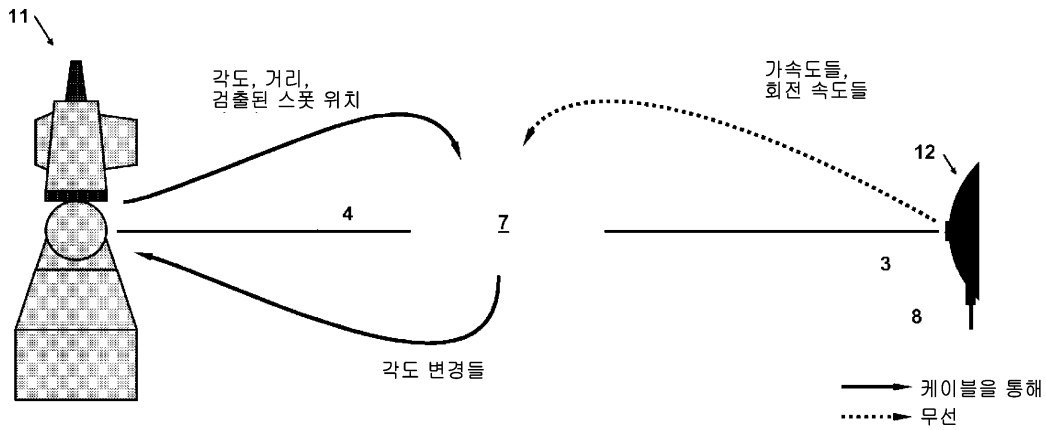 11
각도, 거리,
검출된 스폿 위치
가속도들,
회전 속도들
12
4
7
3
8
각도 변경들
케이블을 통해
무선